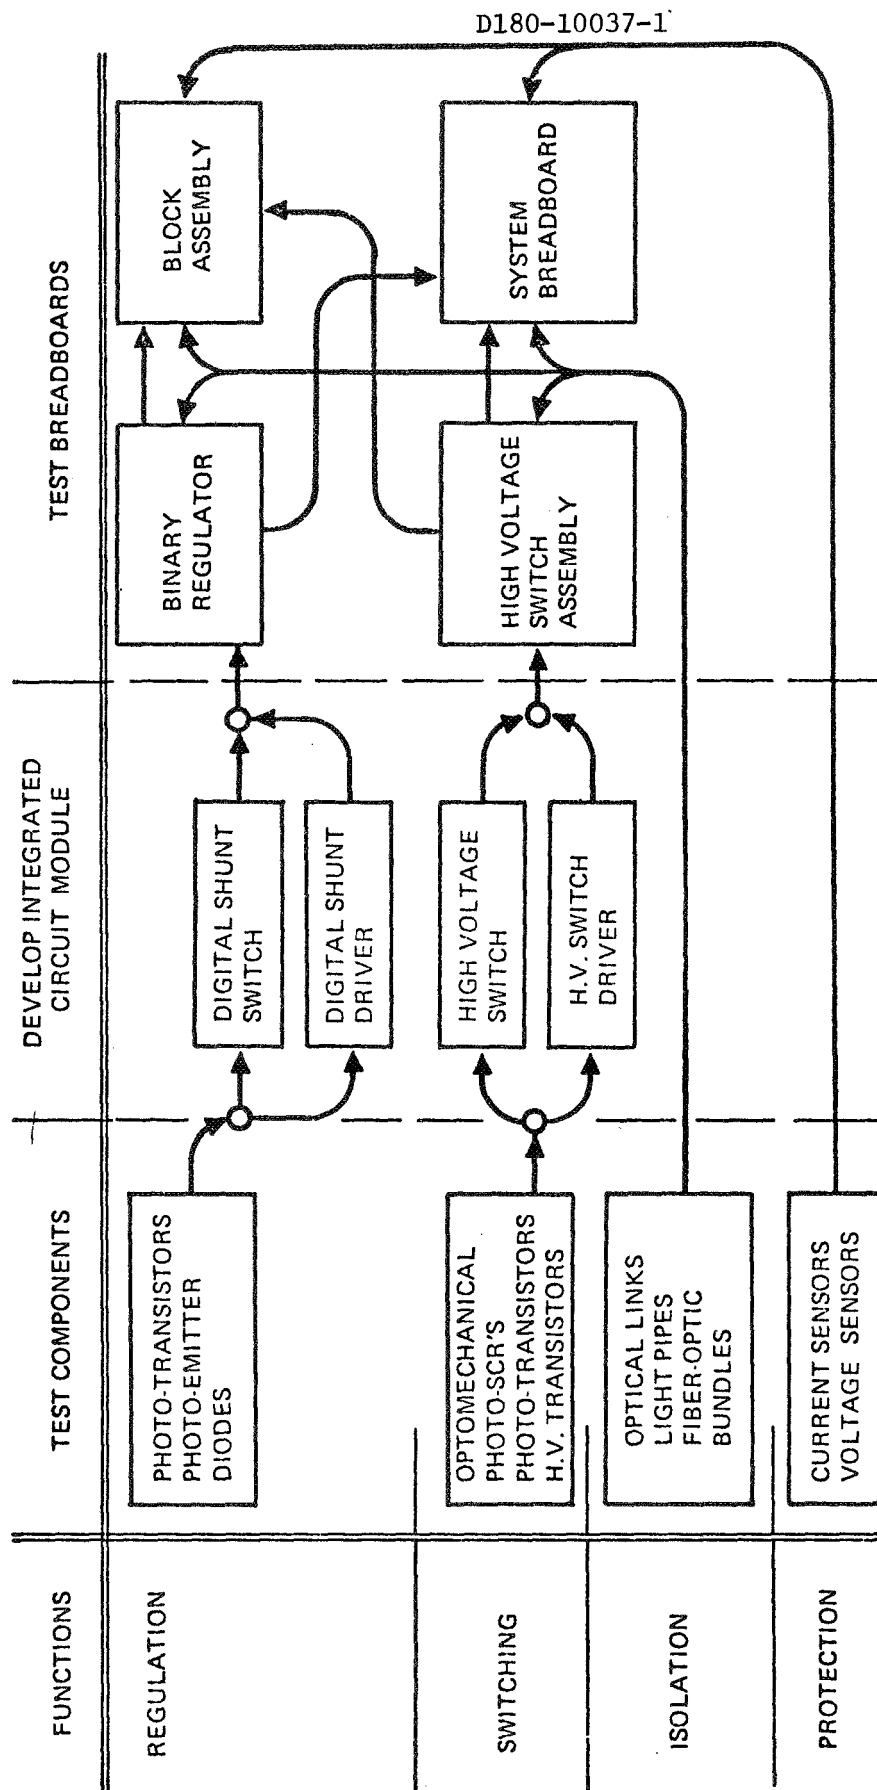 D180-10037-1
FUNCTIONS
TEST COMPONENTS
DEVELOP INTEGRATED
CIRCUIT MODULE
TEST BREADBOARDS
REGULATION
PHOTO-TRANSISTORS
PHOTO-EMITTER
DIODES
DIGITAL SHUNT
SWITCH
DIGITAL SHUNT
DRIVER
BINARY
REGULATOR
BLOCK
ASSEMBLY
SWITCHING
OPTOMECHANICAL
PHOTO-SCR'S
PHOTO-TRANSISTORS
H.V. TRANSISTORS
HIGH VOLTAGE
SWITCH
H.V. SWITCH
DRIVER
HIGH VOLTAGE
SWITCH
ASSEMBLY
SYSTEM
BREADBOARD
ISOLATION
OPTICAL LINKS
LIGHT PIPES
FIBER-OPTIC
BUNDLES
PROTECTION
CURRENT SENSORS
VOLTAGE SENSORS